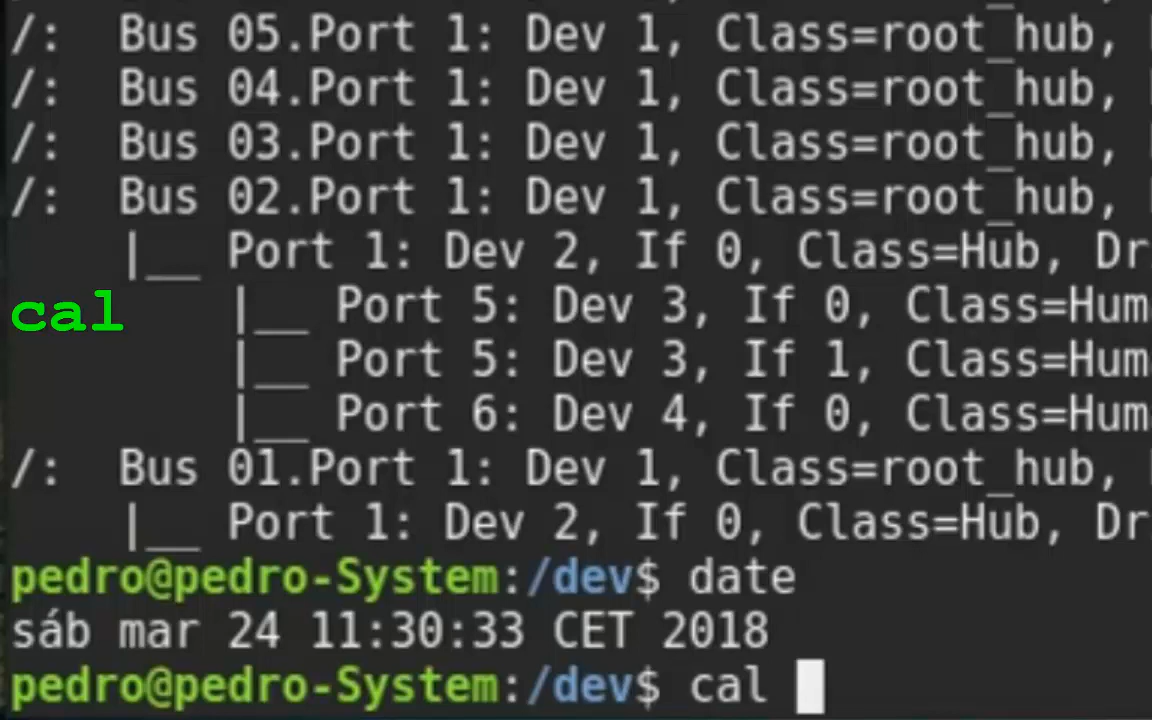 /:  Bus 05.Port 1: Dev 1, Class=root_hub,
/:  Bus 04.Port 1: Dev 1, Class=root_hub,
/:  Bus 03.Port 1: Dev 1, Class=root_hub,
/:  Bus 02.Port 1: Dev 1, Class=root_hub,
    |__ Port 1: Dev 2, If 0, Class=Hub, Dr
cal     |__ Port 5: Dev 3, If 0, Class=Hum
        |__ Port 5: Dev 3, If 1, Class=Hum
        |__ Port 6: Dev 4, If 0, Class=Hum
/:  Bus 01.Port 1: Dev 1, Class=root_hub,
    |__ Port 1: Dev 2, If 0, Class=Hub, Dr
pedro@pedro-System:/dev$ date
sáb mar 24 11:30:33 CET 2018
pedro@pedro-System:/dev$ cal